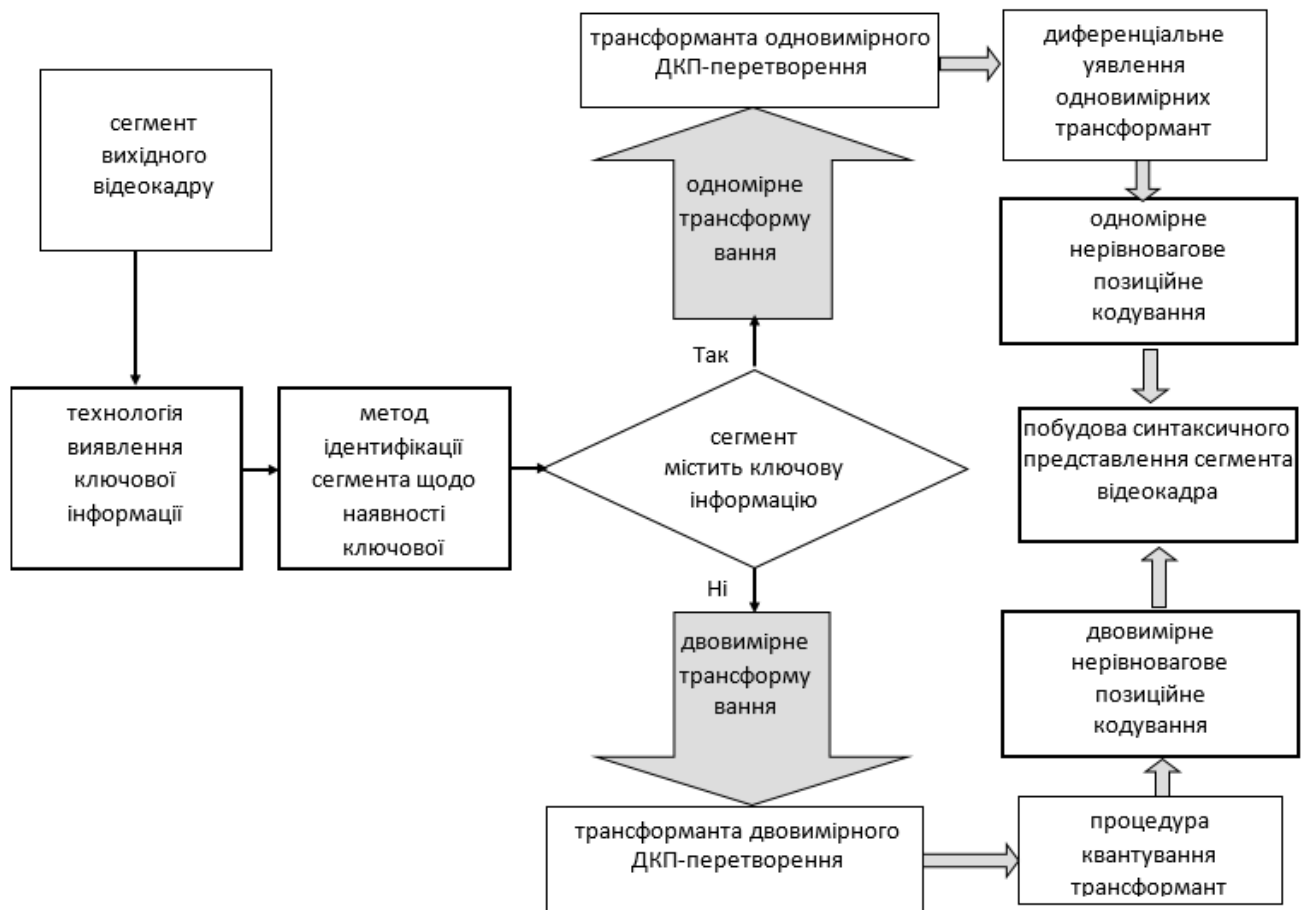 сегмент
вихідного
відеокадру
технологія
виявлення
ключової
інформації
метод
ідентифікації
сегмента щодо
наявності
ключової
сегмент
містить ключову
інформацію
Так
одномірне
трансформу
вання
трансформанта одновимірного
ДКП-перетворення
диференціальне
уявлення
одновимірних
трансформант
одномірне
нерівновагове
позиційне
кодування
побудова синтаксичного
представлення сегмента
відеокадра
Ні
двовимірне
трансформу
вання
трансформанта двовимірного
ДКП-перетворення
процедура
квантування
трансформант
двовимірне
нерівновагове
позиційне
кодування